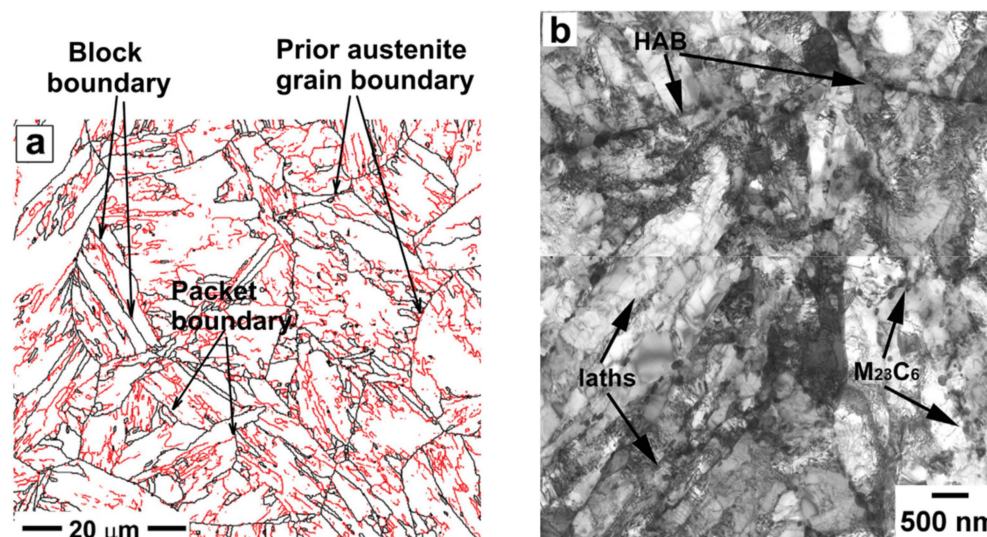 a
Block
boundary
Prior austenite
grain boundary
Packet
boundary
20 μm
b
HAB
laths
M₂₃C₆
500 nm